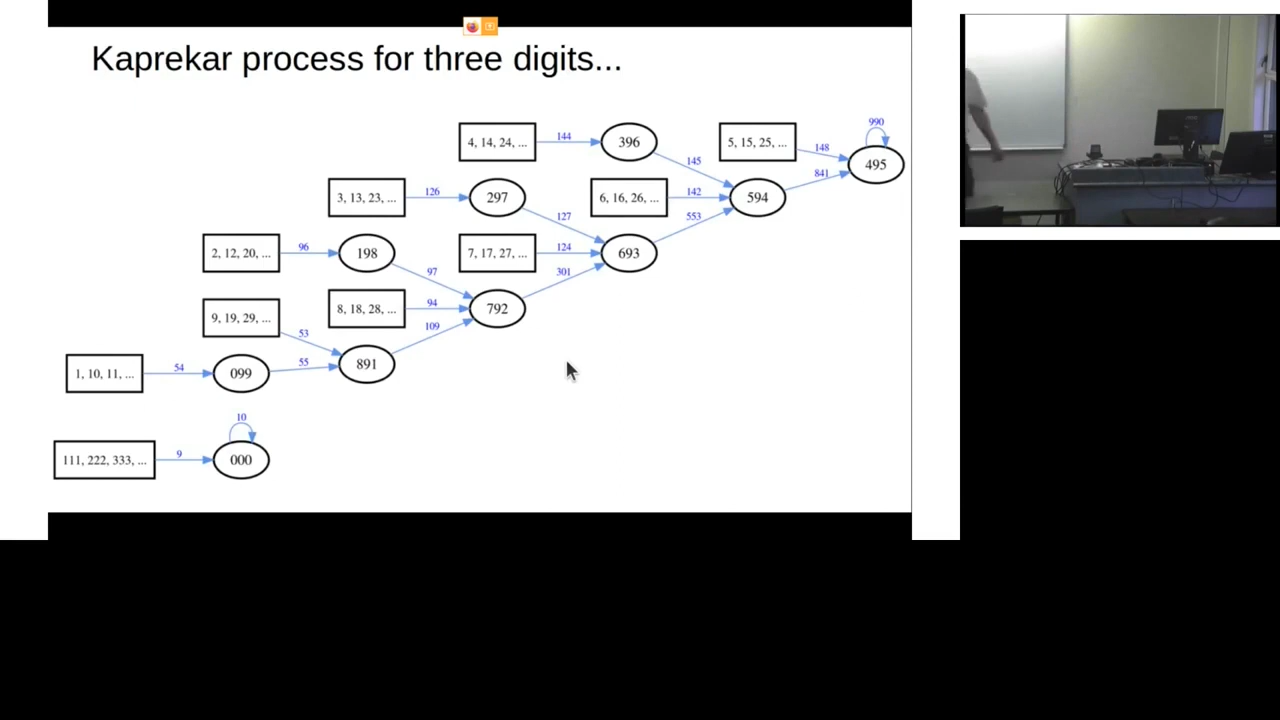 Kaprekar process for three digits...
990
4, 14, 24, ...
144
396
5, 15, 25, ...
148
495
145
841
3, 13, 23, ...
126
297
6, 16, 26, ...
142
594
127
553
2, 12, 20, ...
96
198
7, 17, 27, ...
124
693
97
301
9, 19, 29, ...
8, 18, 28, ...
94
792
53
109
1, 10, 11, ...
54
099
55
891
10
111, 222, 333, ...
9
000